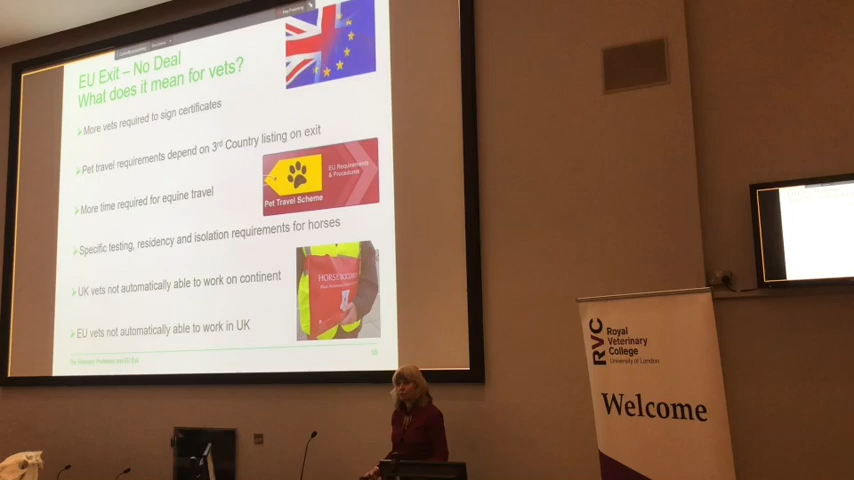 EU Exit – No Deal
What does it mean for vets?
More vets required to sign certificates
Pet travel requirements depend on 3rd Country listing on exit
EU Requirements
& Procedures
Pet Travel Scheme
More time required for equine travel
Specific testing, residency and isolation requirements for horses
UK vets not automatically able to work on continent
EU vets not automatically able to work in UK
RVC
Royal
Veterinary
College
University of London
Welcome